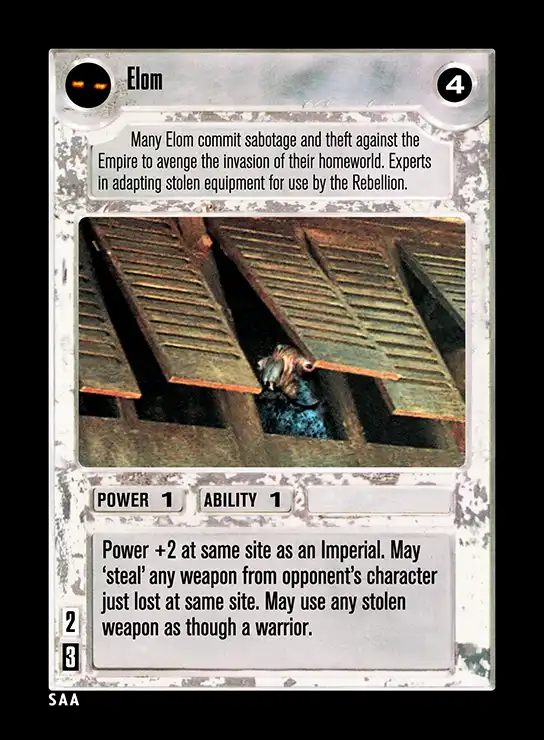 Elom
4
Many Elom commit sabotage and theft against the
Empire to avenge the invasion of their homeworld. Experts
in adapting stolen equipment for use by the Rebellion.
POWER 1 ABILITY 1
Power +2 at same site as an Imperial. May
‘steal’ any weapon from opponent’s character
just lost at same site. May use any stolen
weapon as though a warrior.
2
3
SAA